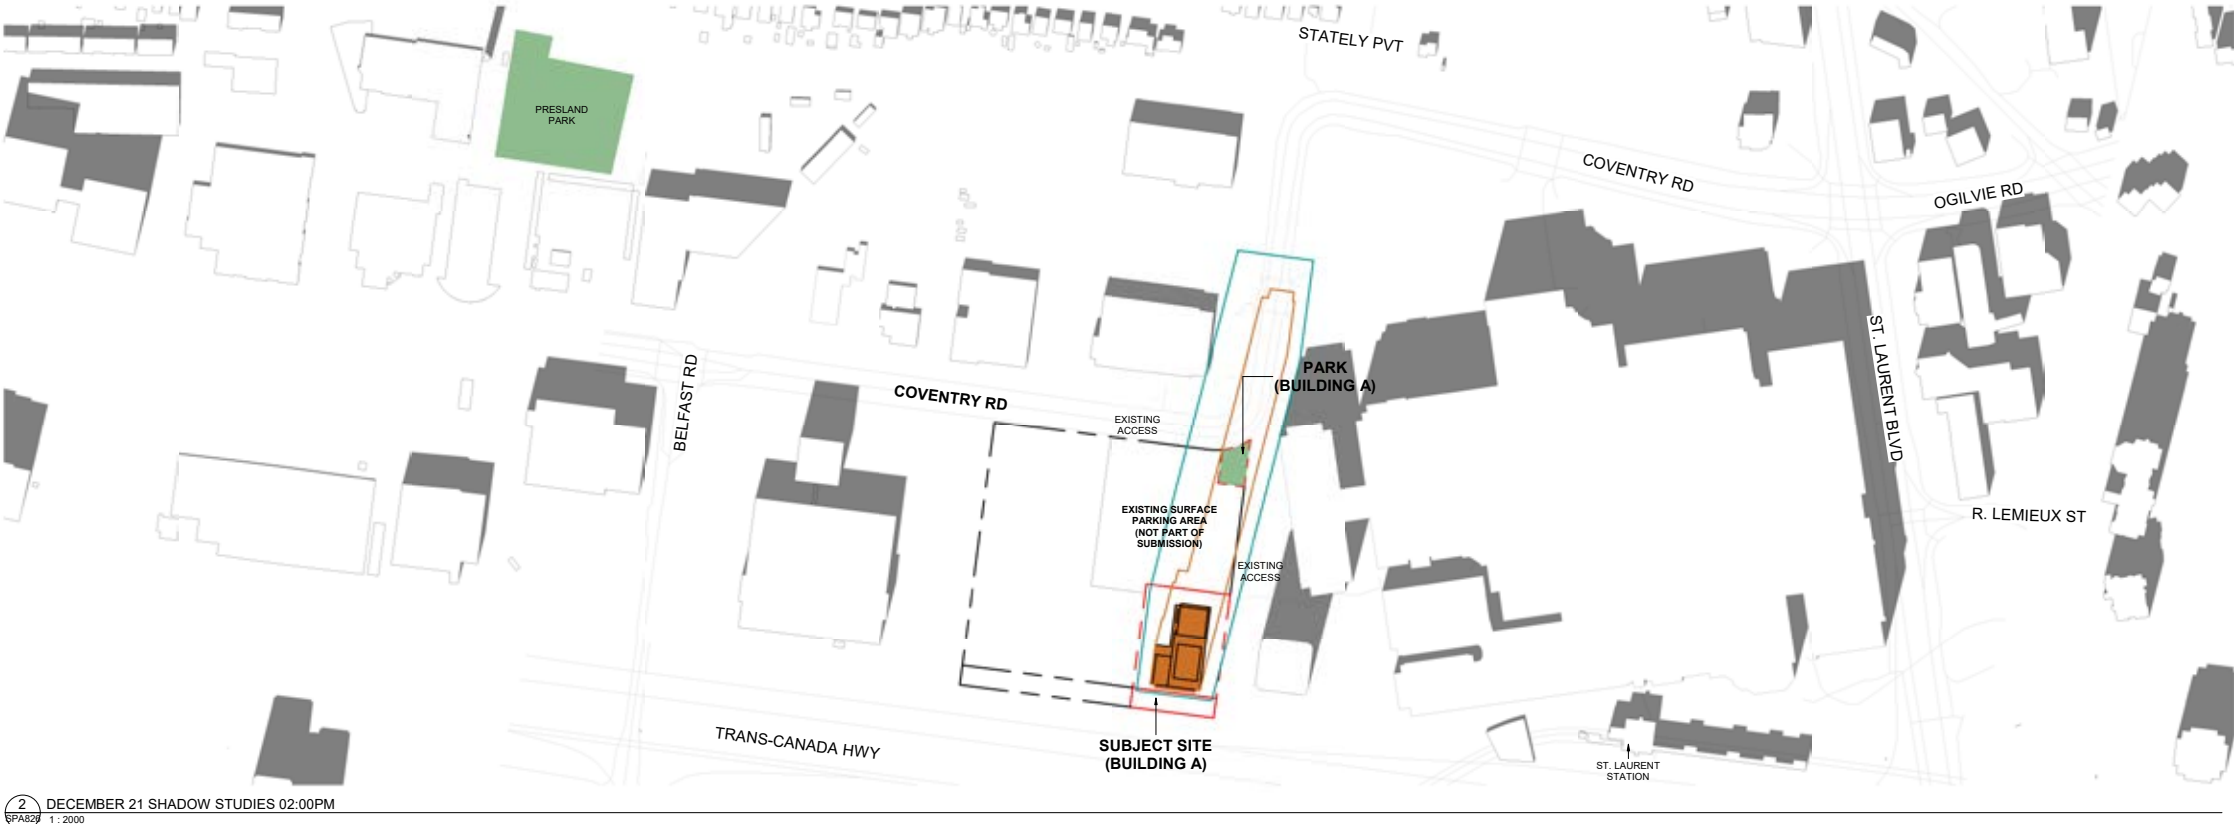 STATELY PVT
PRESLAND
PARK
COVENTRY RD
OGILVIE RD
ST. LAURENT BLVD
BELFAST RD
PARK
(BUILDING A)
COVENTRY RD
EXISTING
ACCESS
EXISTING SURFACE
PARKING AREA
(NOT PART OF
SUBMISSION)
R. LEMIEUX ST
EXISTING
ACCESS
TRANS-CANADA HWY
SUBJECT SITE
(BUILDING A)
ST. LAURENT
STATION
2 DECEMBER 21 SHADOW STUDIES 02:00PM
1 : 2000